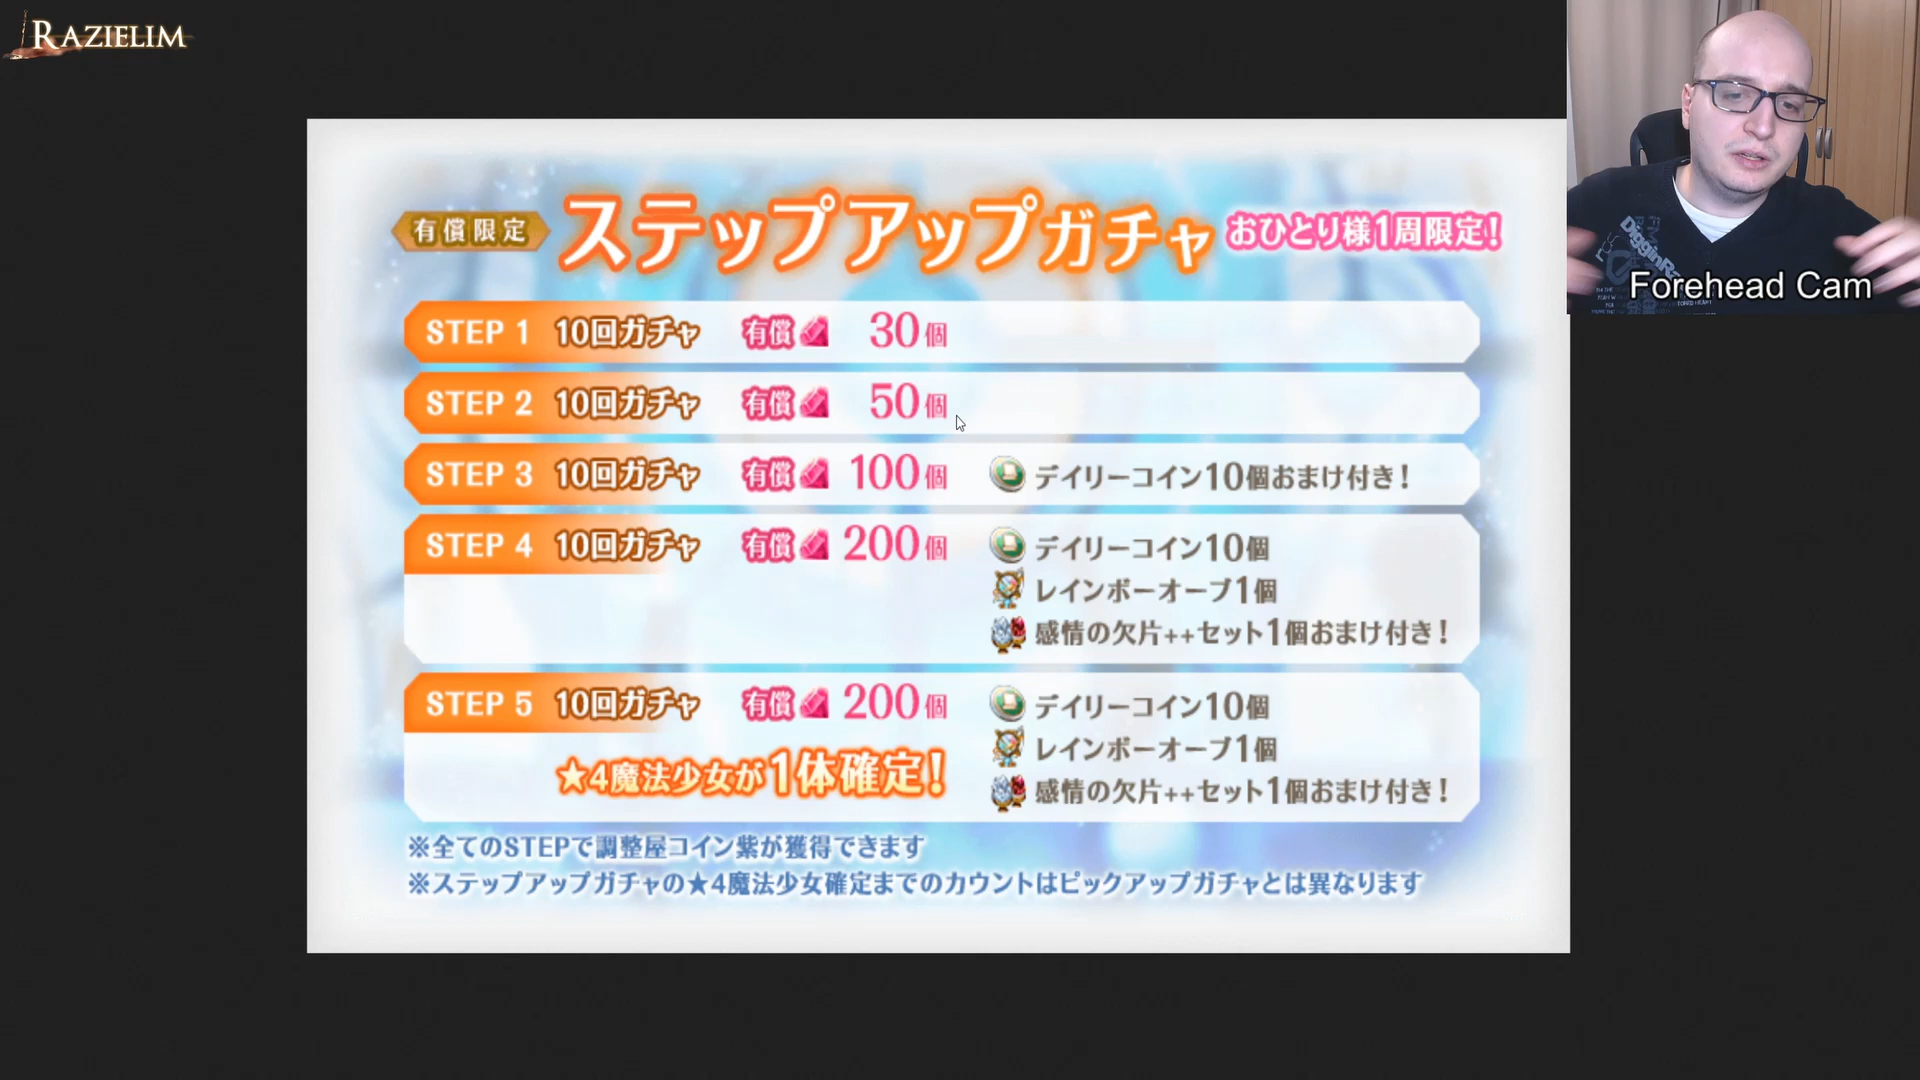 RAZIELIM
有償限定 ステップアップガチャ おひとり様1周限定!
STEP 1 10回ガチャ 有償 30個
STEP 2 10回ガチャ 有償 50個
STEP 3 10回ガチャ 有償 100個 デイリーコイン10個おまけ付き!
STEP 4 10回ガチャ 有償 200個 デイリーコイン10個
レインボーオーブ1個
感情の欠片++セット1個おまけ付き!
STEP 5 10回ガチャ 有償 200個 デイリーコイン10個
レインボーオーブ1個
★4魔法少女が1体確定!
感情の欠片++セット1個おまけ付き!
※全てのSTEPで調整屋コイン紫が獲得できます
※ステップアップガチャの★4魔法少女確定までのカウントはピックアップガチャとは異なります
Forehead Cam